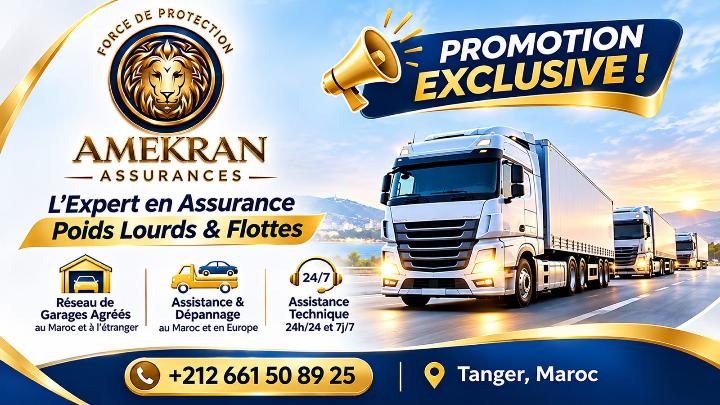 FORCE DE PROTECTION
AMEKRAN
ASSURANCES
L'Expert en Assurance
Poids Lourds & Flottes
Réseau de
Garages Agréés
au Maroc et à l'étranger
Assistance &
Dépannage
au Maroc et en Europe
24/7
Assistance
Technique
24h/24 et 7j/7
PROMOTION
EXCLUSIVE !
+212 661 50 89 25
Tanger, Maroc